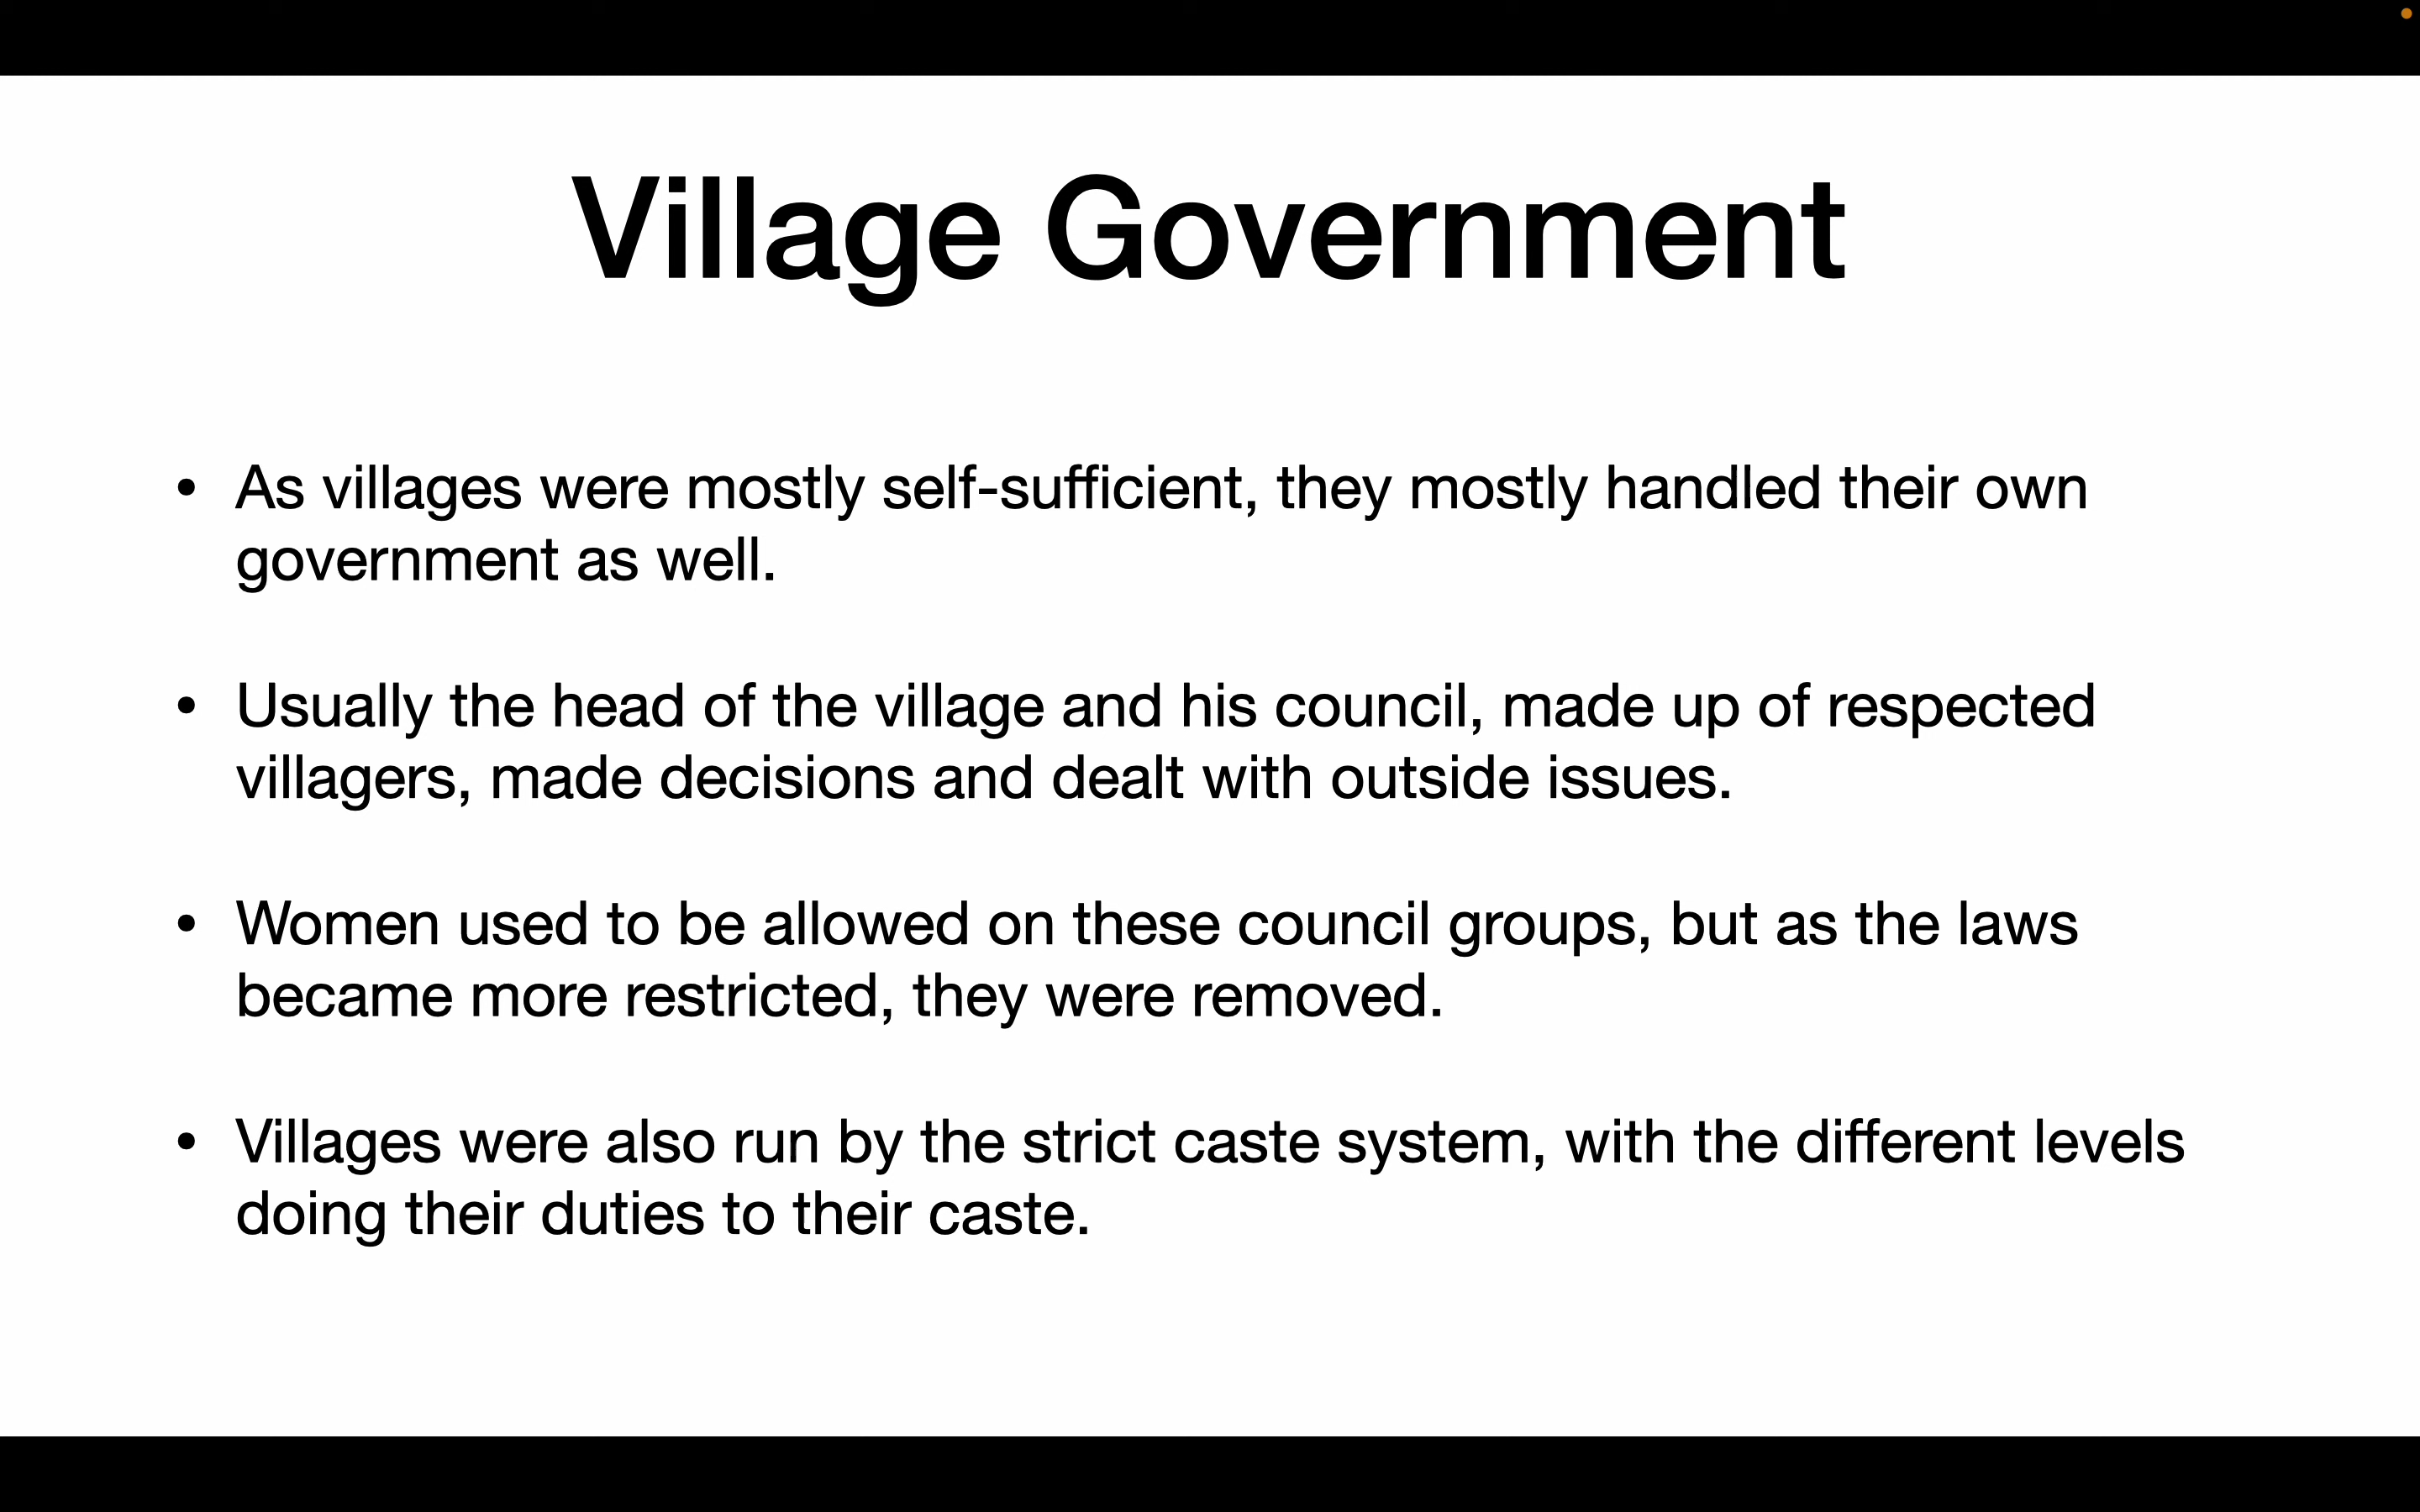 Village Government
• As villages were mostly self-sufficient, they mostly handled their own
government as well.
• Usually the head of the village and his council, made up of respected
villagers, made decisions and dealt with outside issues.
• Women used to be allowed on these council groups, but as the laws
became more restricted, they were removed.
• Villages were also run by the strict caste system, with the different levels
doing their duties to their caste.